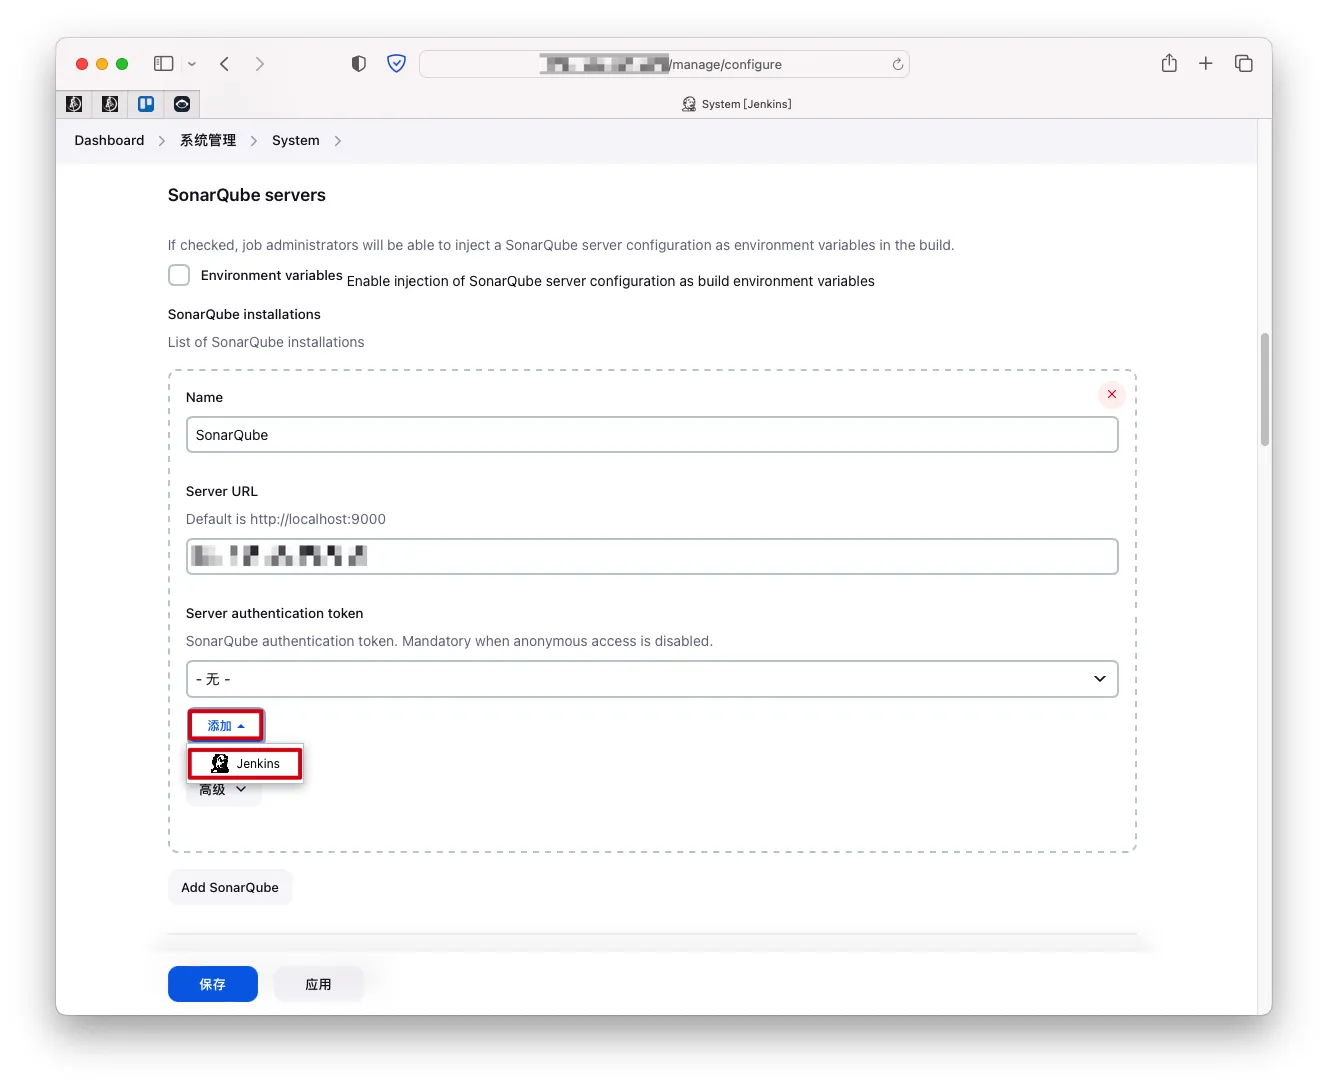 /manage/configure
System [Jenkins]
Dashboard
系统管理
System
SonarQube servers
If checked, job administrators will be able to inject a SonarQube server configuration as environment variables in the build.
Environment variables
Enable injection of SonarQube server configuration as build environment variables
SonarQube installations
List of SonarQube installations
Name
SonarQube
Server URL
Default is http://localhost:9000
Server authentication token
SonarQube authentication token. Mandatory when anonymous access is disabled.
- 无 -
添加
Jenkins
高级
Add SonarQube
保存
应用